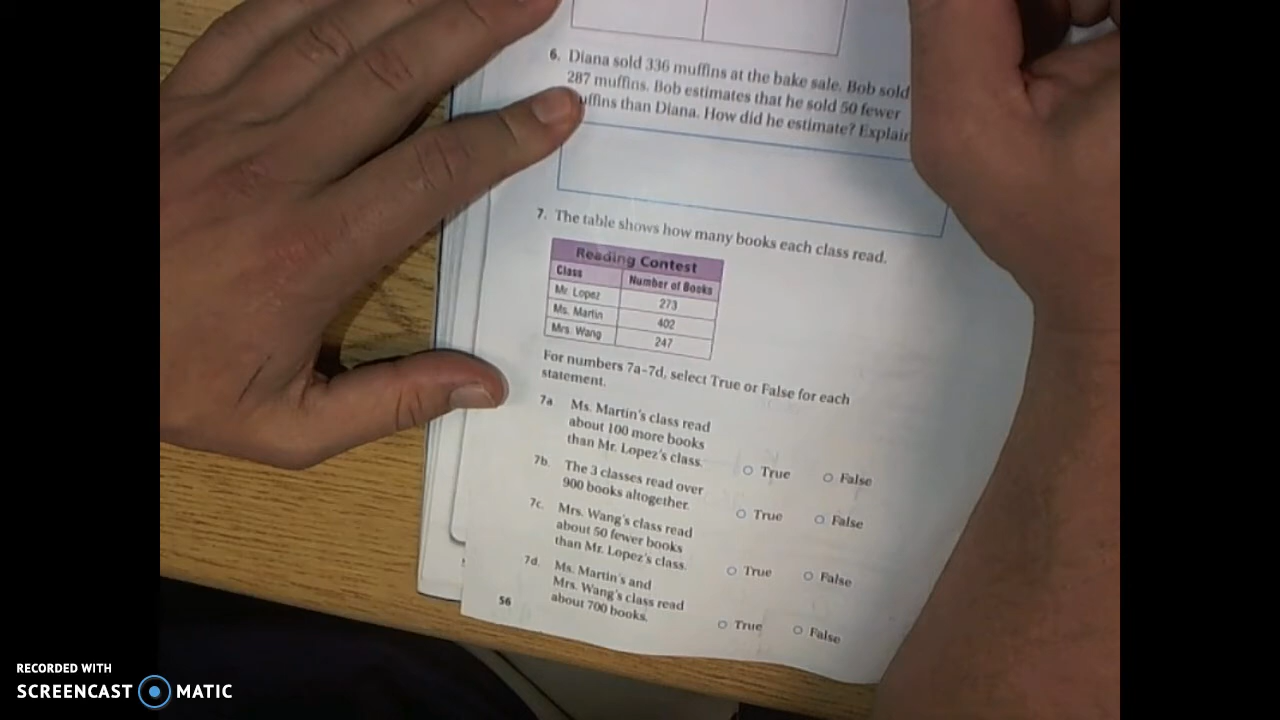 6. Diana sold 336 muffins at the bake sale. Bob sold
287 muffins. Bob estimates that he sold 50 fewer
than Diana. How did he estimate? Explain
7. The table shows how many books each class read.
Reading Contest
Class Number of Books
Mr. Lopez 273
Ms. Martin 402
Mrs. Wang 247
For numbers 7a–7d, select True or False for each
statement.
7a. Ms. Martin's class read
about 100 more books
than Mr. Lopez's class. True False
7b. The 3 classes read over
900 books altogether. True False
7c. Mrs. Wang's class read
about 50 fewer books
than Mr. Lopez's class. True False
7d. Ms. Martin's and
Mrs. Wang's class read
about 700 books. True False
56
RECORDED WITH
SCREENCAST MATIC